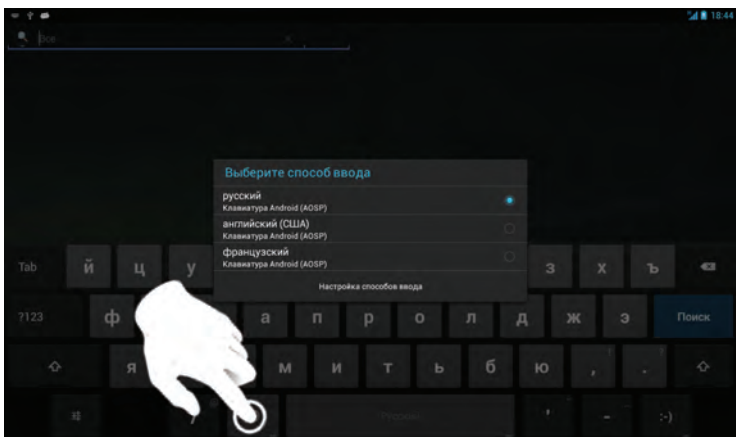 18:44
Все
Выберите способ ввода
русский
Клавиатура Android (AOSP)
английский (США)
Клавиатура Android (AOSP)
французский
Клавиатура Android (AOSP)
Настройка способов ввода
Tab й ц у з х ъ
?123 ф а п р о л д ж э Поиск
я м и т ь б ю , .
/ Русский ' - :-)